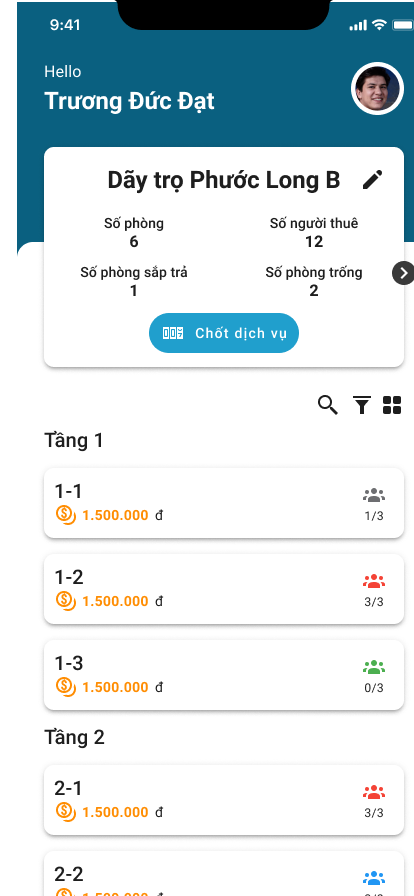 9:41
Hello
Trương Đức Đạt
Dãy trọ Phước Long B
Số phòng
6
Số người thuê
12
Số phòng sắp trả
1
Số phòng trống
2
Chốt dịch vụ
Tầng 1
1-1
1.500.000 đ
1/3
1-2
1.500.000 đ
3/3
1-3
1.500.000 đ
0/3
Tầng 2
2-1
1.500.000 đ
3/3
2-2